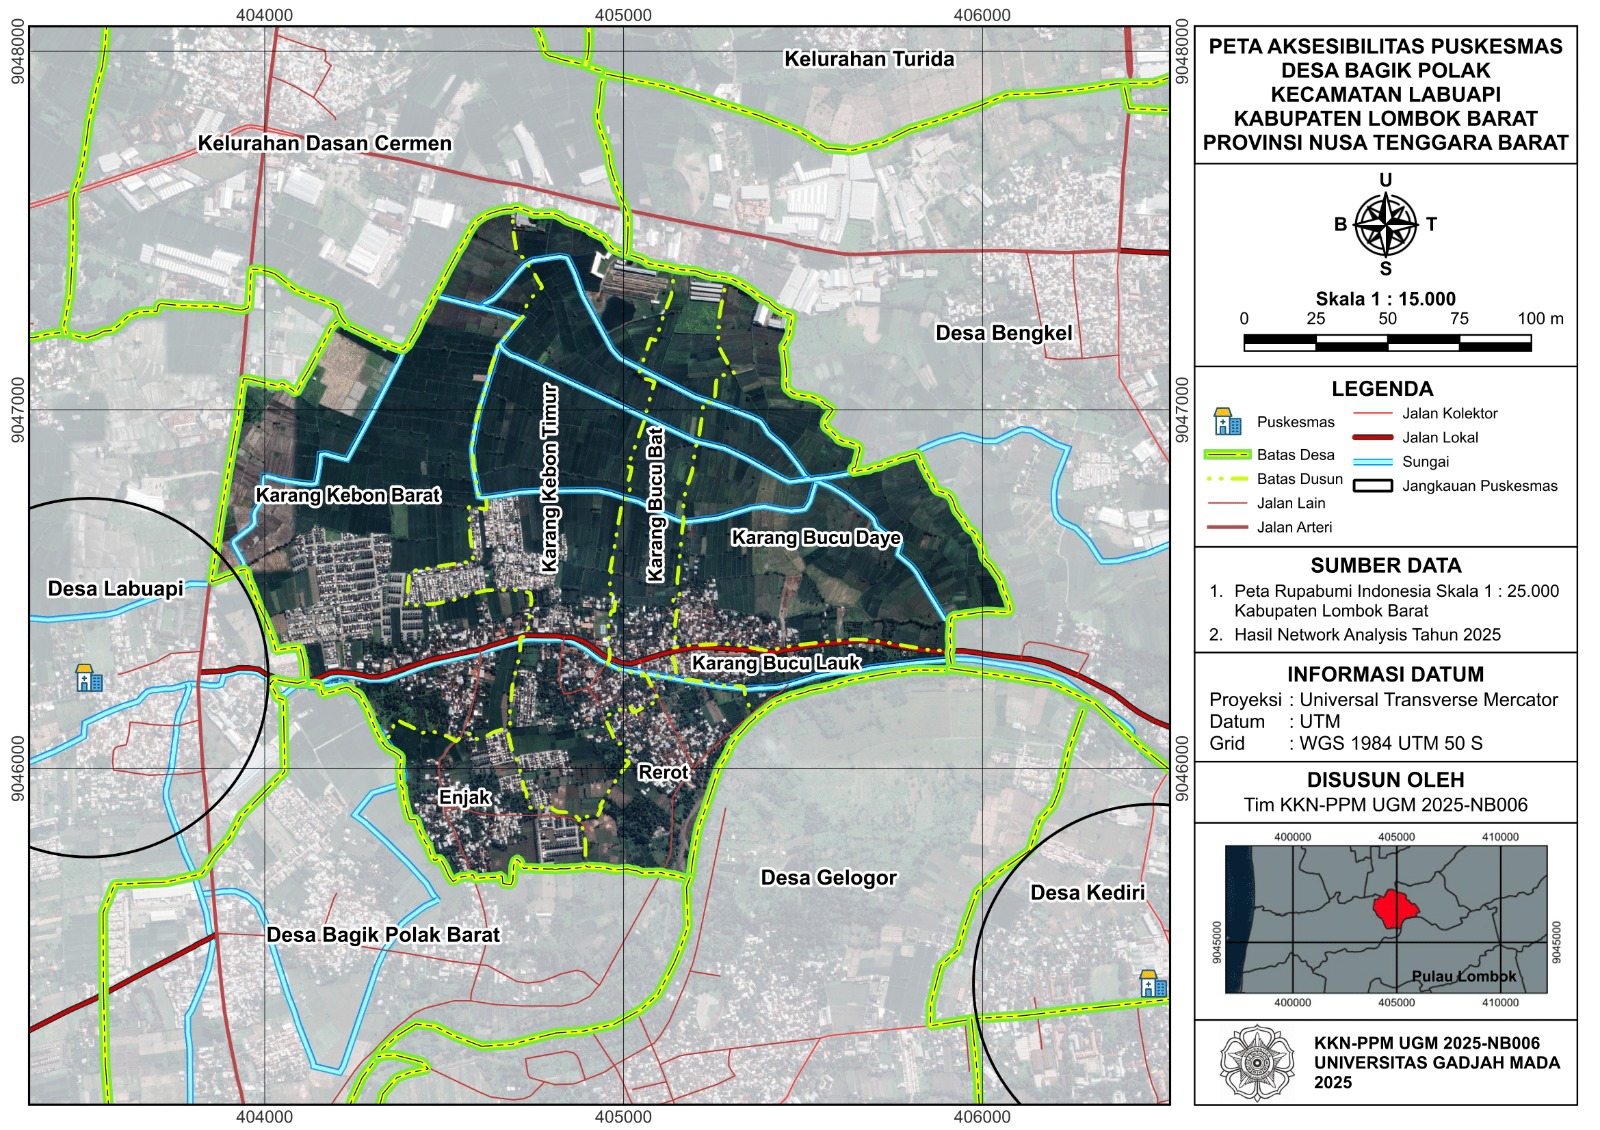 404000
405000
406000
9048000
9048000
Kelurahan Turida
Kelurahan Dasan Cermen
Desa Bengkel
9047000
9047000
Karang Kebon Timur
Karang Bucu Bat
Karang Kebon Barat
Karang Bucu Daye
Desa Labuapi
Karang Bucu Lauk
9046000
9046000
Rerot
Enjak
Desa Gelogor
Desa Kediri
Desa Bagik Polak Barat
404000
405000
406000
PETA AKSESIBILITAS PUSKESMAS
DESA BAGIK POLAK
KECAMATAN LABUAPI
KABUPATEN LOMBOK BARAT
PROVINSI NUSA TENGGARA BARAT
U
B
T
S
Skala 1 : 15.000
0 25 50 75 100 m
LEGENDA
Puskesmas
Batas Desa
Batas Dusun
Jalan Lain
Jalan Arteri
Jalan Kolektor
Jalan Lokal
Sungai
Jangkauan Puskesmas
SUMBER DATA
1. Peta Rupabumi Indonesia Skala 1 : 25.000
Kabupaten Lombok Barat
2. Hasil Network Analysis Tahun 2025
INFORMASI DATUM
Proyeksi : Universal Transverse Mercator
Datum : UTM
Grid : WGS 1984 UTM 50 S
DISUSUN OLEH
Tim KKN-PPM UGM 2025-NB006
400000 405000 410000
9045000
9045000
Pulau Lombok
400000 405000 410000
KKN-PPM UGM 2025-NB006
UNIVERSITAS GADJAH MADA
2025